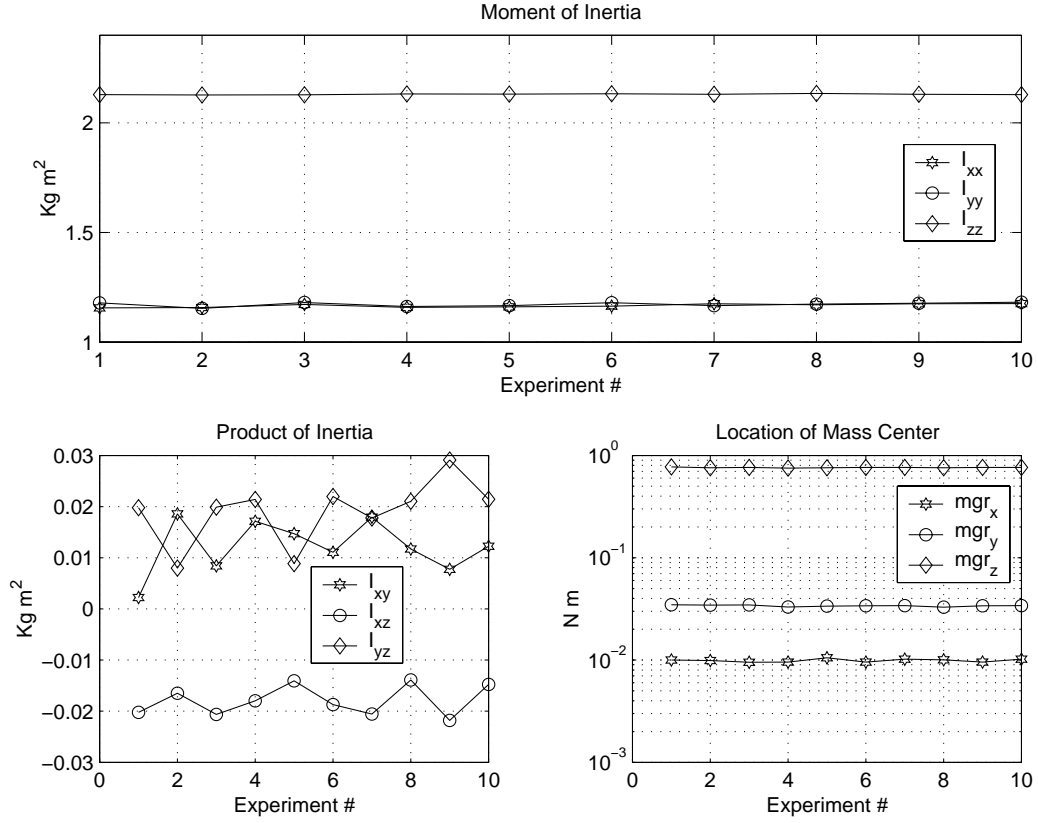 Moment of Inertia
Kg m²
2
1.5
1
I_xx
I_yy
I_zz
1 2 3 4 5 6 7 8 9 10
Experiment #
Product of Inertia
Kg m²
0.03
0.02
0.01
0
−0.01
−0.02
−0.03
I_xy
I_xz
I_yz
0 2 4 6 8 10
Experiment #
Location of Mass Center
N m
10⁰
10⁻¹
10⁻²
10⁻³
mgr_x
mgr_y
mgr_z
0 2 4 6 8 10
Experiment #